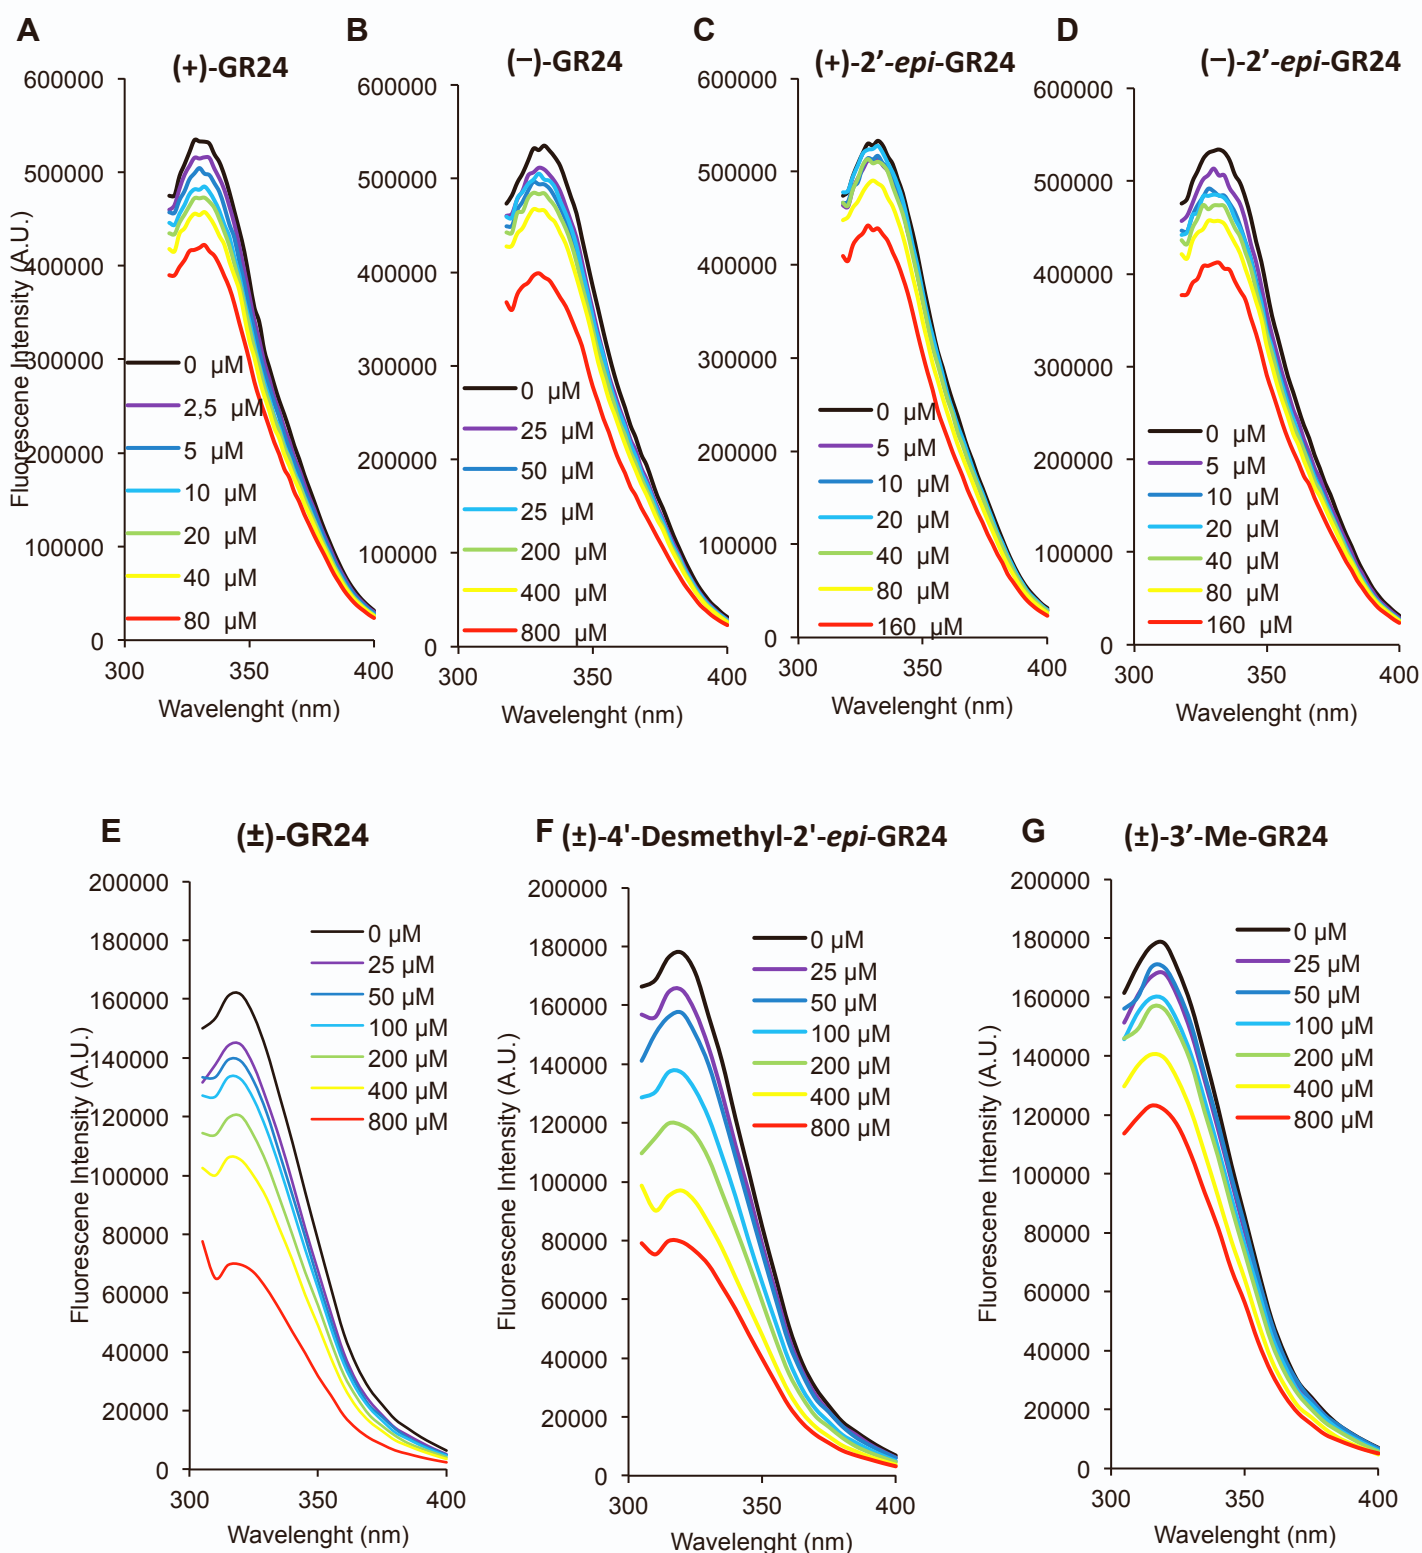 A
(+)-GR24
600000
500000
400000
300000
200000
100000
0
Fluorescene Intensity (A.U.)
0 µM
2,5 µM
5 µM
10 µM
20 µM
40 µM
80 µM
300
350
400
Wavelenght (nm)
B
(−)-GR24
600000
500000
400000
300000
200000
100000
0
0 µM
25 µM
50 µM
25 µM
200 µM
400 µM
800 µM
300
350
400
Wavelenght (nm)
C
(+)-2’-epi-GR24
600000
500000
400000
300000
200000
100000
0
0 µM
5 µM
10 µM
20 µM
40 µM
80 µM
160 µM
300
350
400
Wavelenght (nm)
D
(−)-2’-epi-GR24
600000
500000
400000
300000
200000
100000
0
0 µM
5 µM
10 µM
20 µM
40 µM
80 µM
160 µM
300
350
400
Wavelenght (nm)
E
(±)-GR24
200000
180000
160000
140000
120000
100000
80000
60000
40000
20000
0
Fluorescene Intensity (A.U.)
0 µM
25 µM
50 µM
100 µM
200 µM
400 µM
800 µM
300
350
400
Wavelenght (nm)
F
(±)-4'-Desmethyl-2'-epi-GR24
200000
180000
160000
140000
120000
100000
80000
60000
40000
20000
0
Fluorescene Intensity (A.U.)
0 µM
25 µM
50 µM
100 µM
200 µM
400 µM
800 µM
300
350
400
Wavelenght (nm)
G
(±)-3’-Me-GR24
200000
180000
160000
140000
120000
100000
80000
60000
40000
20000
0
Fluorescene Intensity (A.U.)
0 µM
25 µM
50 µM
100 µM
200 µM
400 µM
800 µM
300
350
400
Wavelenght (nm)